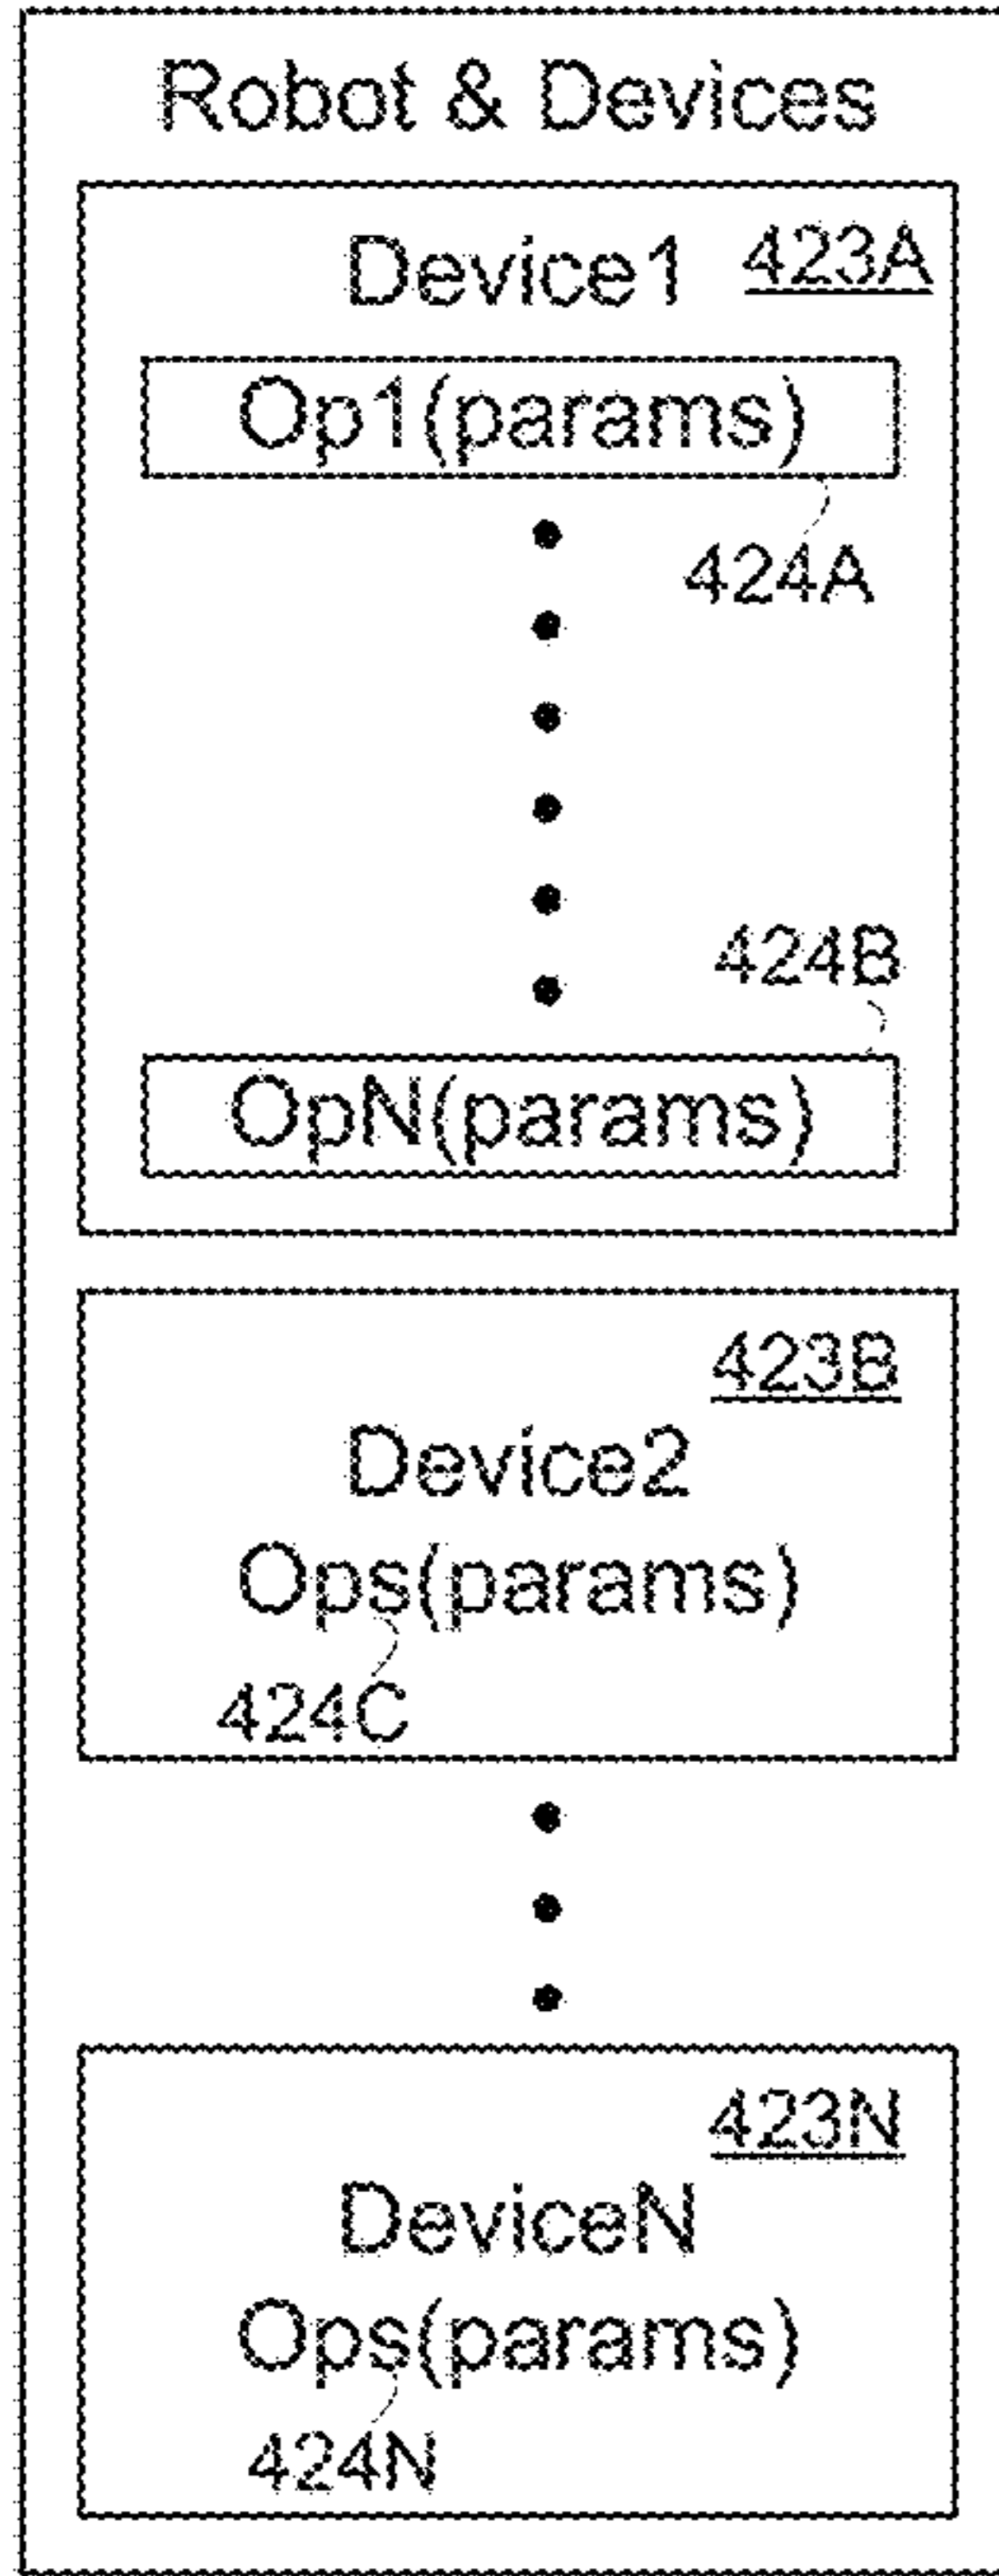 Robot & Devices
Device1 423A
Op1(params)
424A
424B
OpN(params)
423B
Device2
Ops(params)
424C
423N
DeviceN
Ops(params)
424N